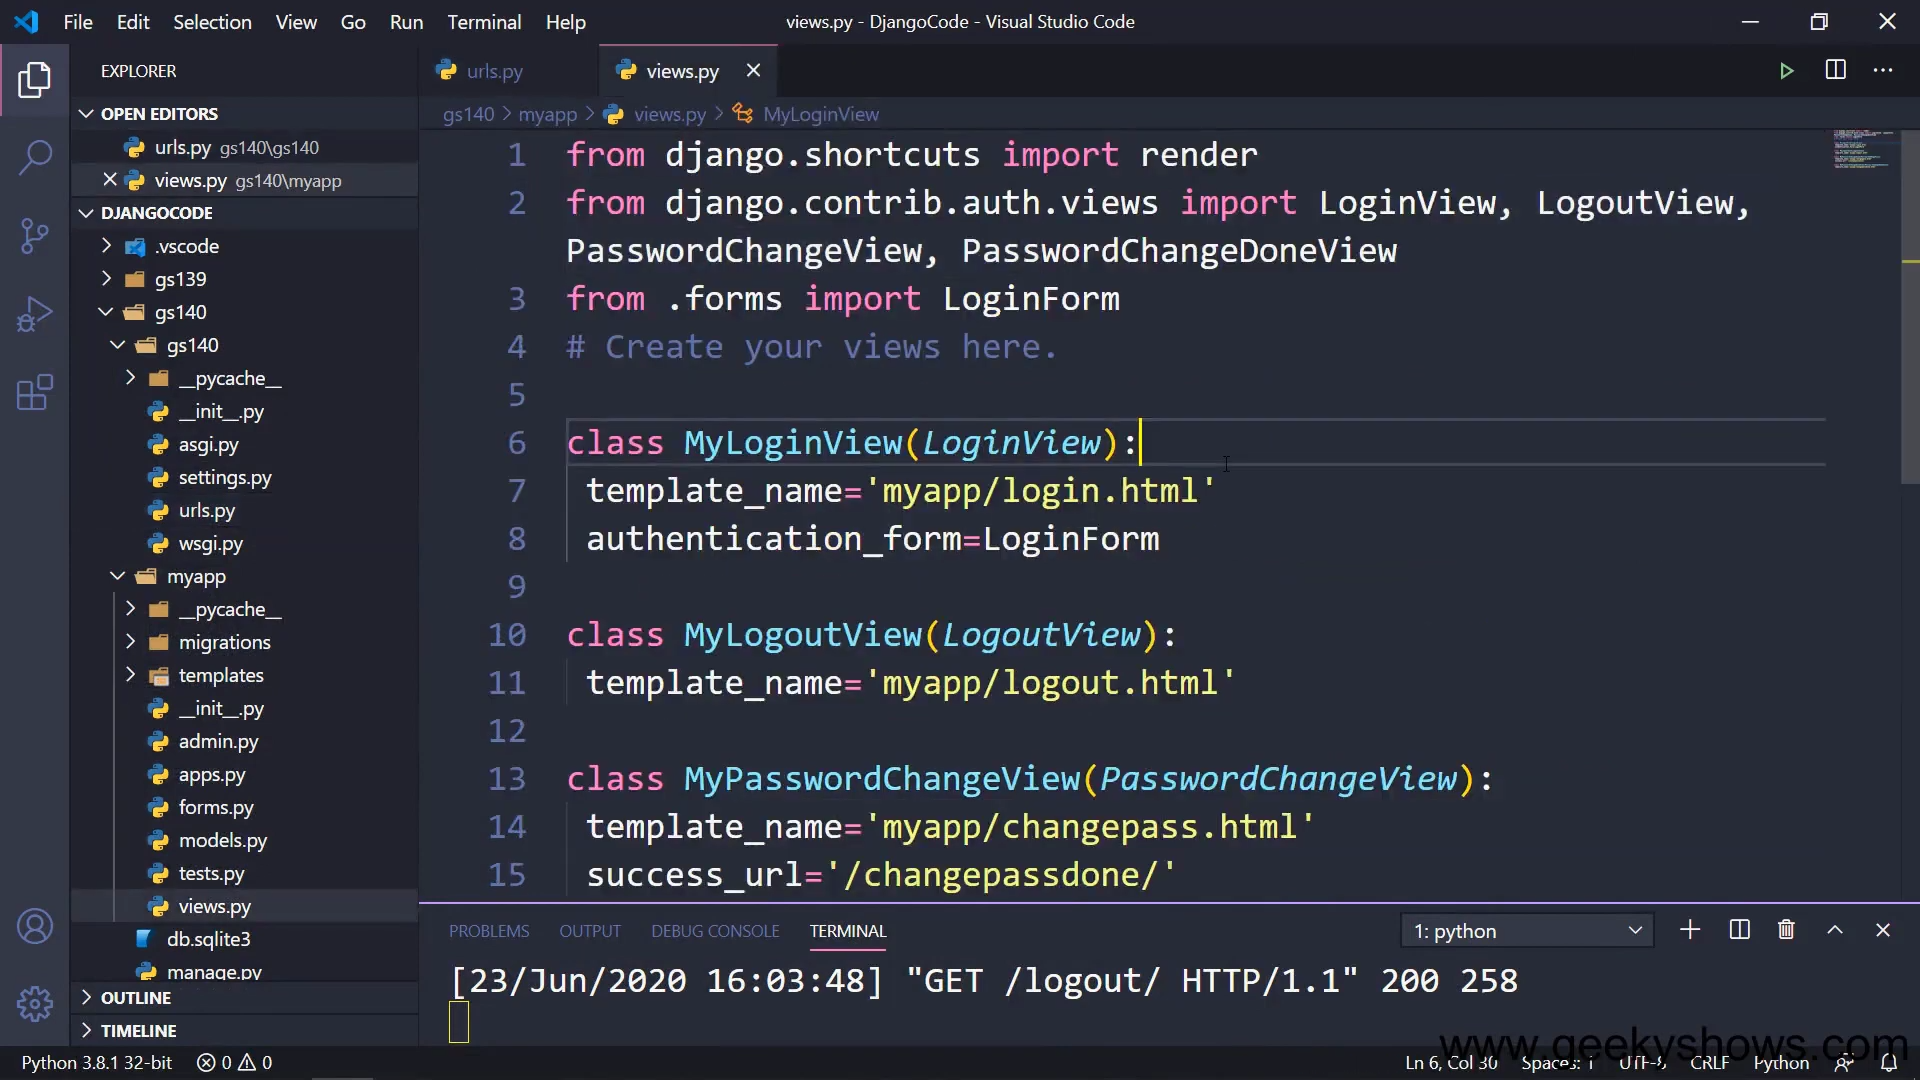 File Edit Selection View Go Run Terminal Help
views.py - DjangoCode - Visual Studio Code
EXPLORER
OPEN EDITORS
urls.py gs140\gs140
views.py gs140\myapp
DJANGOCODE
.vscode
gs139
gs140
gs140
__pycache__
__init__.py
asgi.py
settings.py
urls.py
wsgi.py
myapp
__pycache__
migrations
templates
__init__.py
admin.py
apps.py
forms.py
models.py
tests.py
views.py
db.sqlite3
manage.py
OUTLINE
TIMELINE
urls.py views.py
gs140 > myapp > views.py > MyLoginView
1 from django.shortcuts import render
2 from django.contrib.auth.views import LoginView, LogoutView,
PasswordChangeView, PasswordChangeDoneView
3 from .forms import LoginForm
4 # Create your views here.
5
6 class MyLoginView(LoginView):
7 template_name='myapp/login.html'
8 authentication_form=LoginForm
9
10 class MyLogoutView(LogoutView):
11 template_name='myapp/logout.html'
12
13 class MyPasswordChangeView(PasswordChangeView):
14 template_name='myapp/changepass.html'
15 success_url='/changepassdone/'
PROBLEMS OUTPUT DEBUG CONSOLE TERMINAL 1: python
[23/Jun/2020 16:03:48] "GET /logout/ HTTP/1.1" 200 258
www.geekyshows.com
Python 3.8.1 32-bit 0 0 Ln 6, Col 30 Spaces: 1 UTF-8 CRLF Python